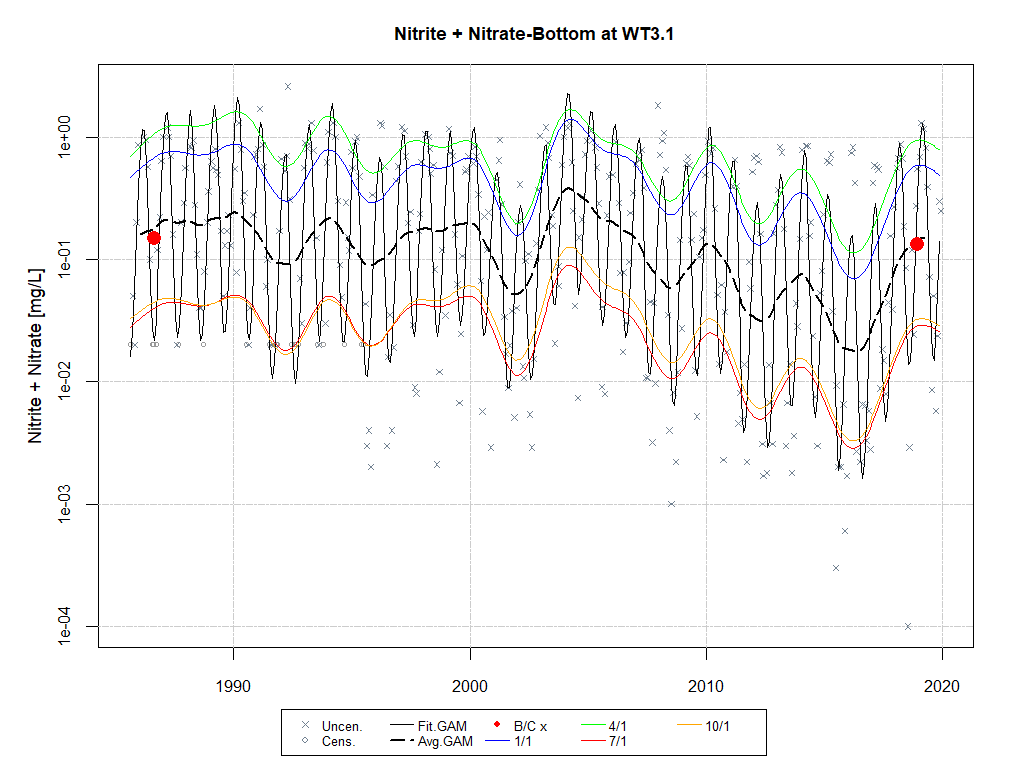 Nitrite + Nitrate-Bottom at WT3.1
Nitrite + Nitrate [mg/L]
1e+00
1e-01
1e-02
1e-03
1e-04
1990 2000 2010 2020
Uncen. Fit.GAM B/C x 4/1 10/1
Cens. Avg.GAM 1/1 7/1